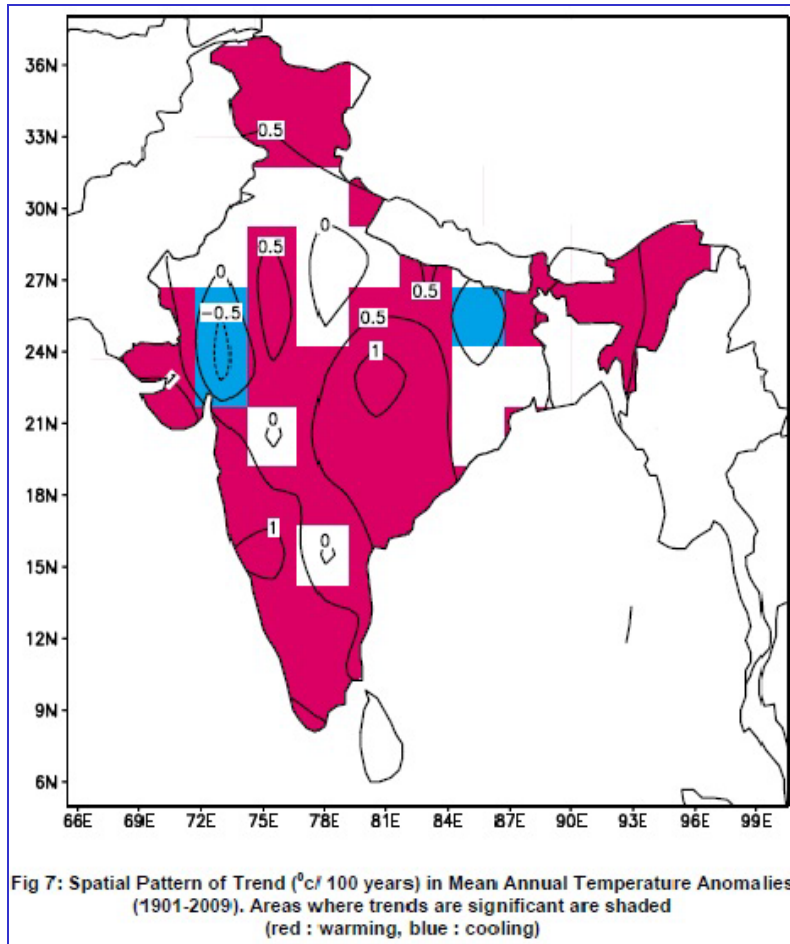 36N
33N
30N
27N
24N
21N
18N
15N
12N
9N
6N
0.5
0
0.5
0
-0.5
0.5
0.5
1
1
0
1
0
66E 69E 72E 75E 78E 81E 84E 87E 90E 93E 96E 99E
Fig 7: Spatial Pattern of Trend (⁰c/ 100 years) in Mean Annual Temperature Anomalies
(1901-2009). Areas where trends are significant are shaded
(red : warming, blue : cooling)